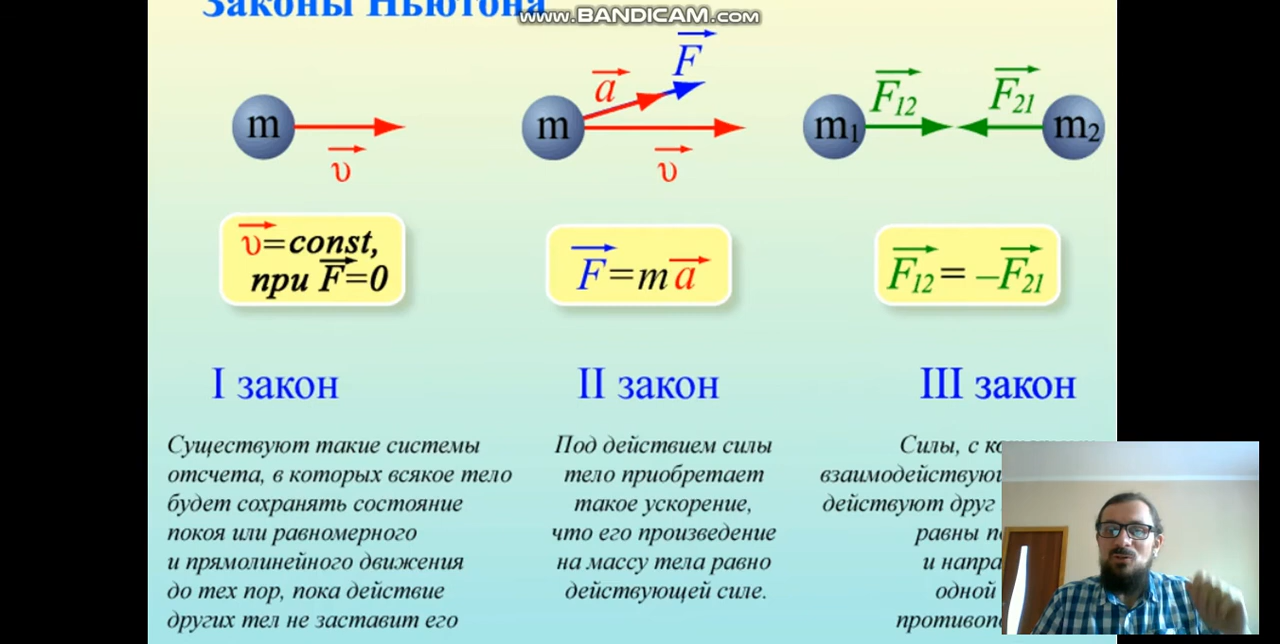 Законы Ньютона
www.BANDICAM.com
m
υ
m
a
F
υ
m1
F12
F21
m2
υ=const,
при F=0
F=ma
F12= –F21
I закон
II закон
III закон
Существуют такие системы
отсчета, в которых всякое тело
будет сохранять состояние
покоя или равномерного
и прямолинейного движения
до тех пор, пока действие
других тел не заставит его
Под действием силы
тело приобретает
такое ускорение,
что его произведение
на массу тела равно
действующей силе.
Силы, с
действуют друг
одной